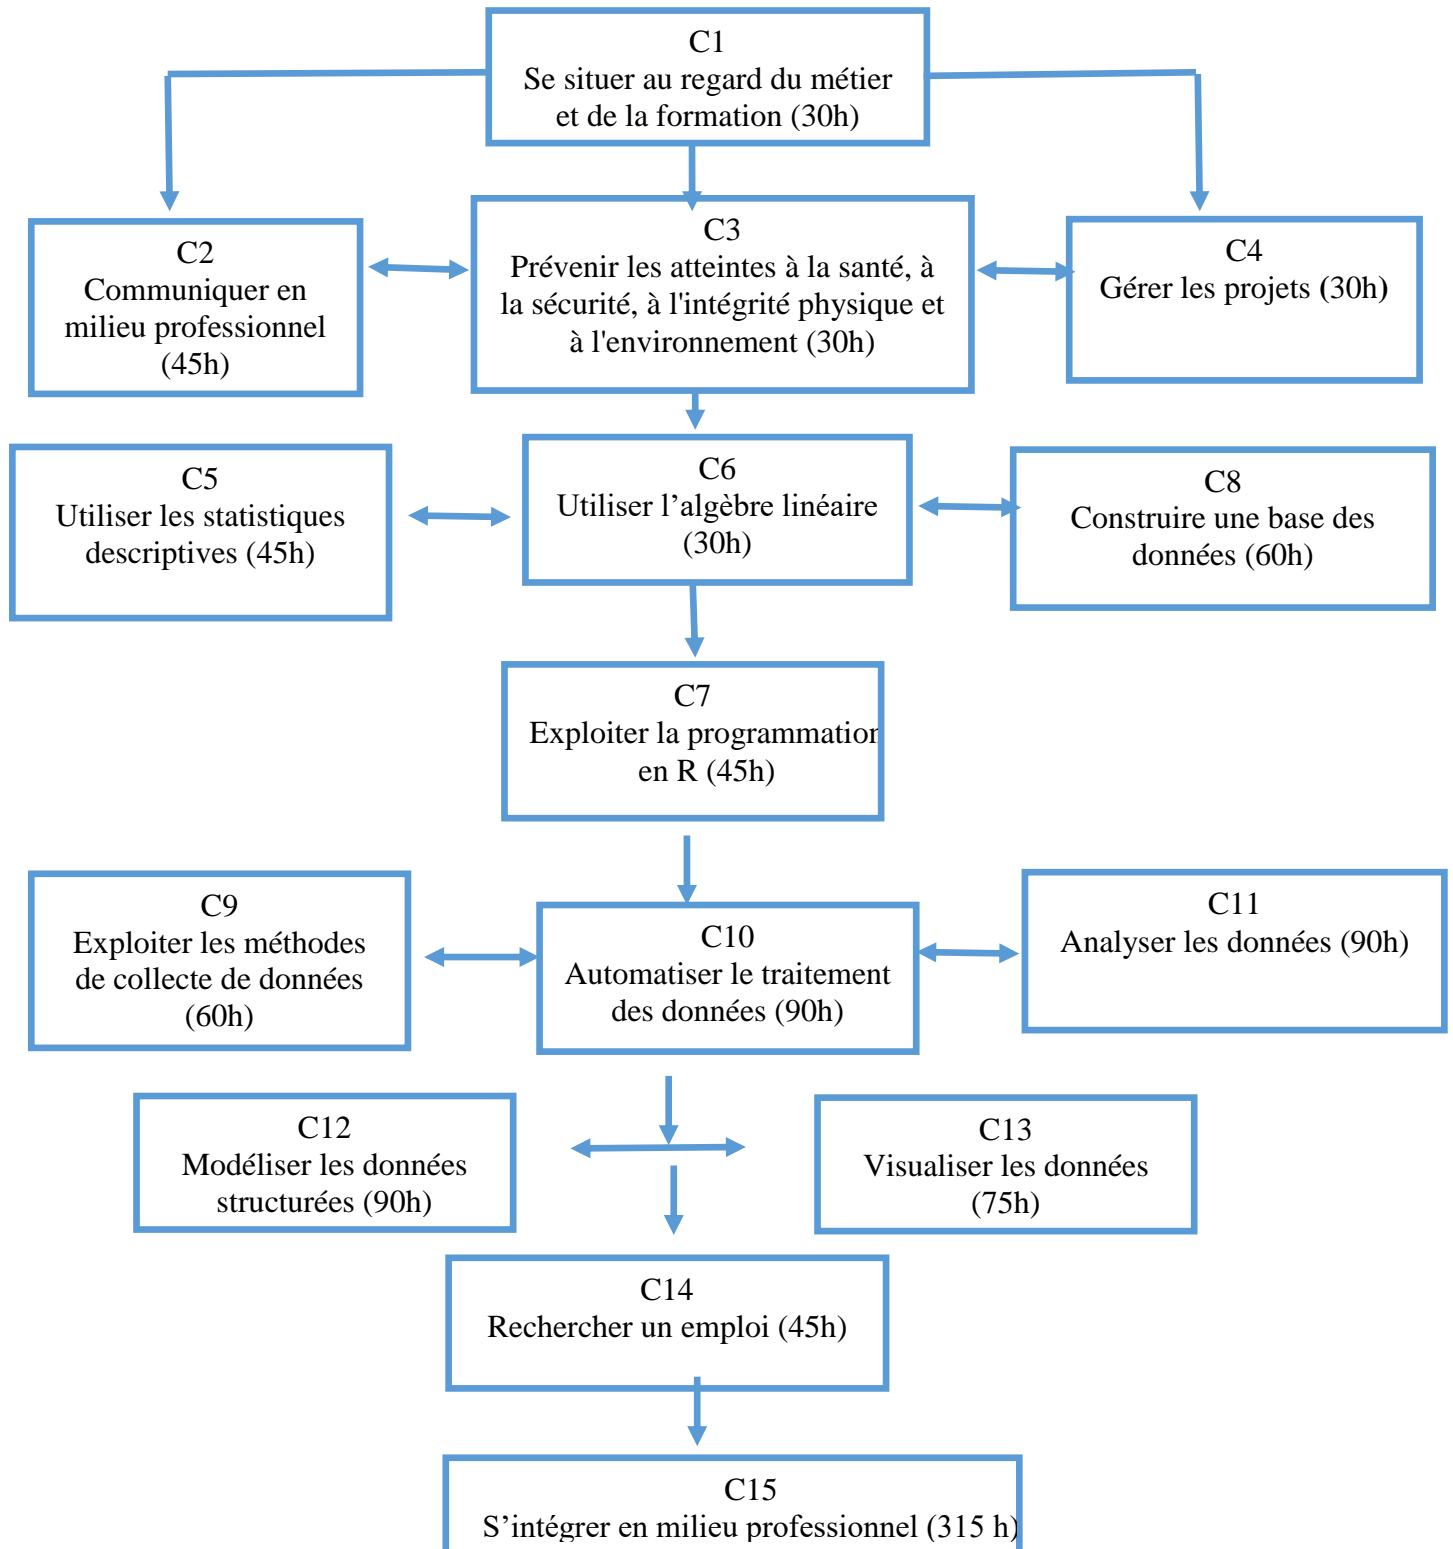 C1
Se situer au regard du métier
et de la formation (30h)
C2
Communiquer en
milieu professionnel
(45h)
C3
Prévenir les atteintes à la santé, à
la sécurité, à l'intégrité physique et
à l'environnement (30h)
C4
Gérer les projets (30h)
C5
Utiliser les statistiques
descriptives (45h)
C6
Utiliser l’algèbre linéaire
(30h)
C8
Construire une base des
données (60h)
C7
Exploiter la programmation
en R (45h)
C9
Exploiter les méthodes
de collecte de données
(60h)
C10
Automatiser le traitement
des données (90h)
C11
Analyser les données (90h)
C12
Modéliser les données
structurées (90h)
C13
Visualiser les données
(75h)
C14
Rechercher un emploi (45h)
C15
S’intégrer en milieu professionnel (315 h)